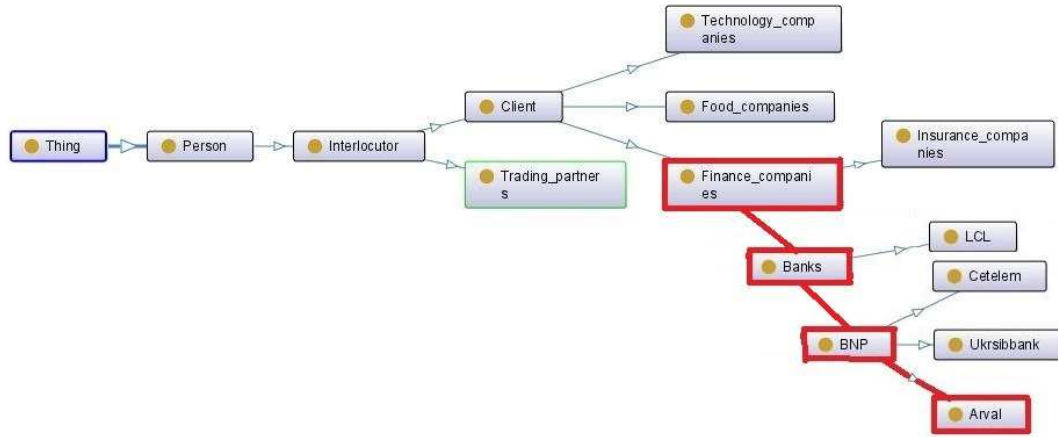 Technology_comp
anies
Client
Food_companies
Insurance_compa
nies
Thing
Person
Interlocutor
Trading_partner
s
Finance_compani
es
LCL
Banks
Cetelem
BNP
Ukrsibbank
Arval